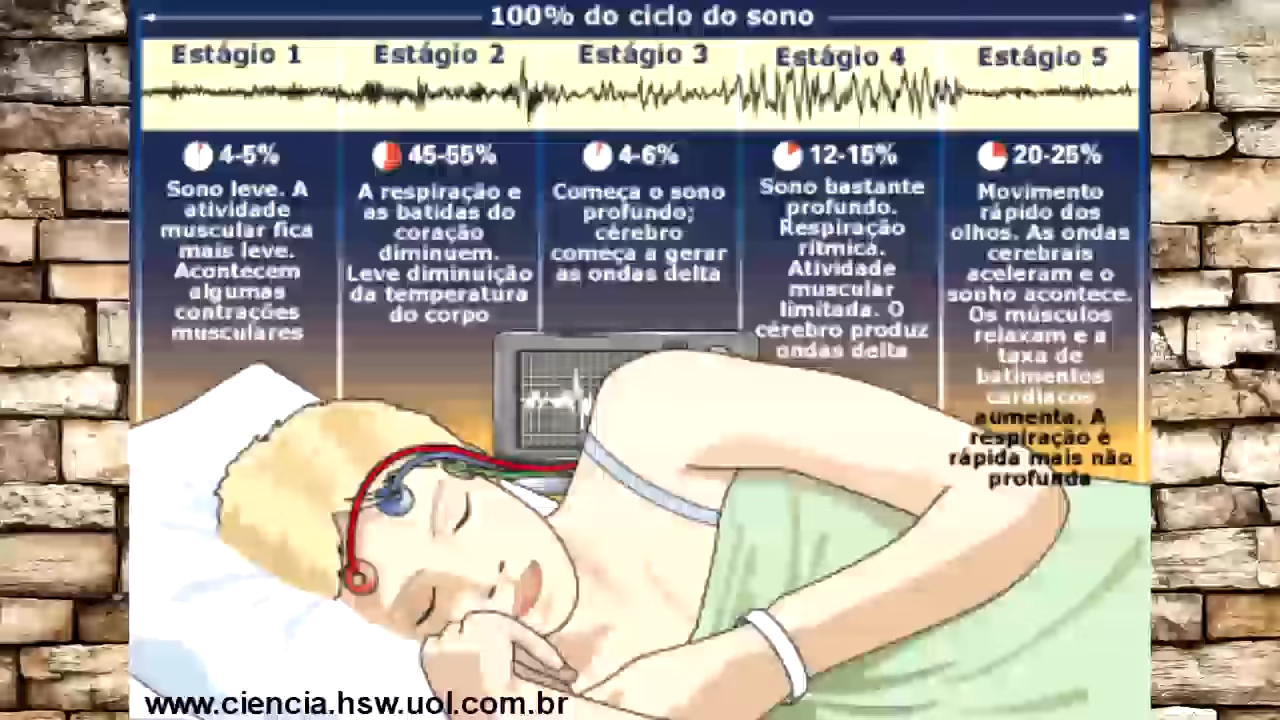 100% do ciclo do sono
Estágio 1
Estágio 2
Estágio 3
Estágio 4
Estágio 5
4-5%
Sono leve. A
atividade
muscular fica
mais leve.
Acontecem
algumas
contrações
musculares
45-55%
A respiração e
as batidas do
coração
diminuem.
Leve diminuição
da temperatura
do corpo
4-6%
Começa o sono
profundo;
cérebro
começa a gerar
as ondas delta
12-15%
Sono bastante
profundo.
Respiração
rítmica.
Atividade
muscular
limitada. O
cérebro produz
ondas delta
20-25%
Movimento
rápido dos
olhos. As ondas
cerebrais
aceleram e o
sonho acontece.
Os músculos
relaxam e a
taxa de
batimentos
cardíacos
aumenta. A
respiração é
rápida mais não
profunda
www.ciencia.hsw.uol.com.br